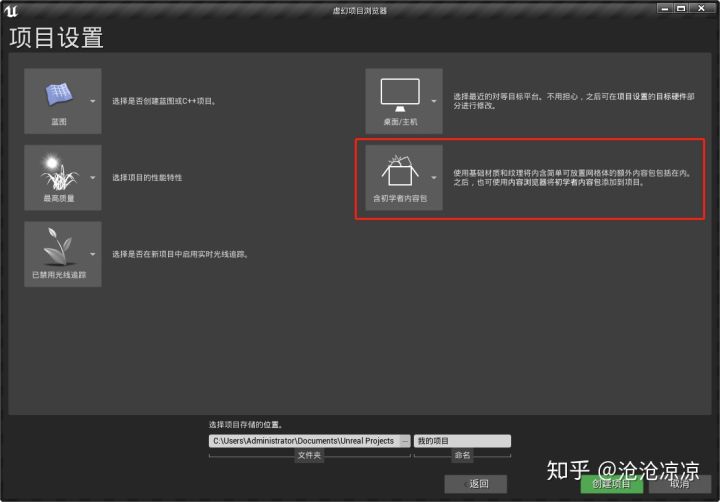 虚幻项目浏览器
项目设置
蓝图
选择是否创建蓝图或C++项目。
桌面/主机
选择最近的对等目标平台。不用担心，之后可在项目设置的目标硬件部
分进行修改。
最高质量
选择项目的性能特性
含初学者内容包
使用基础材质和纹理将内含简单可放置网格体的额外内容包包括在内。
之后，也可使用内容浏览器将初学者内容包添加到项目。
已禁用光线追踪
选择是否在新项目中启用实时光线追踪。
选择项目存储的位置。
C:\Users\Administrator\Documents\Unreal Projects
...
我的项目
文件夹
命名
返回
创建项目
取消
知乎 @沧沧凉凉